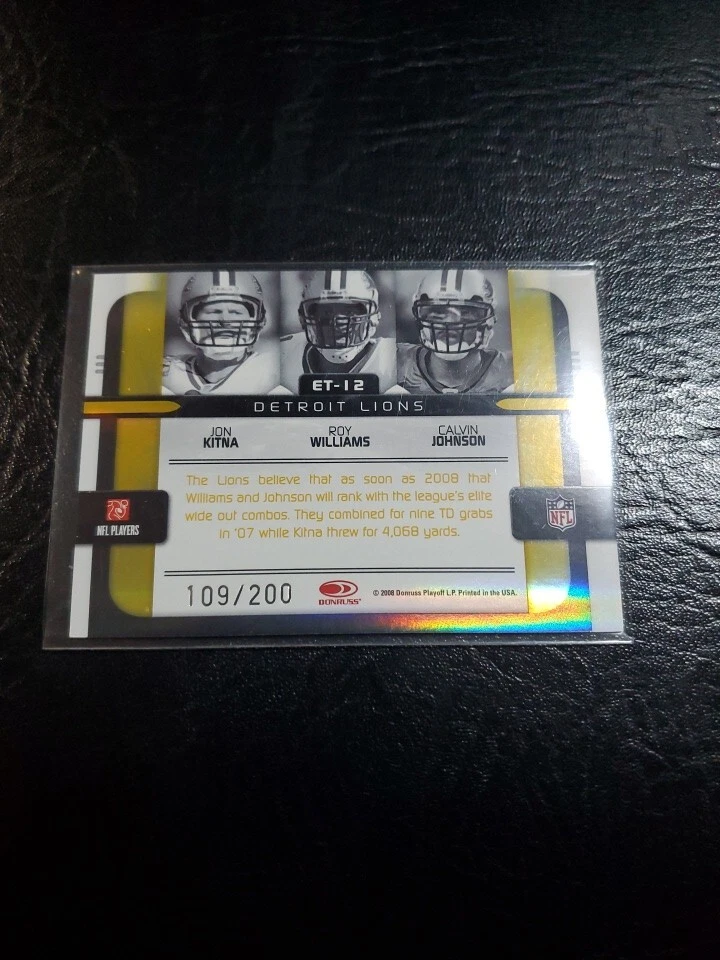 ET-12
DETROIT LIONS
JON KITNA
ROY WILLIAMS
CALVIN JOHNSON
The Lions believe that as soon as 2008 that
Williams and Johnson will rank with the league's elite
wide out combos. They combined for nine TD grabs
in '07 while Kitna threw for 4,068 yards.
NFL PLAYERS
NFL
109/200
DONRUSS
© 2008 Donruss Playoff L.P. Printed in the USA.